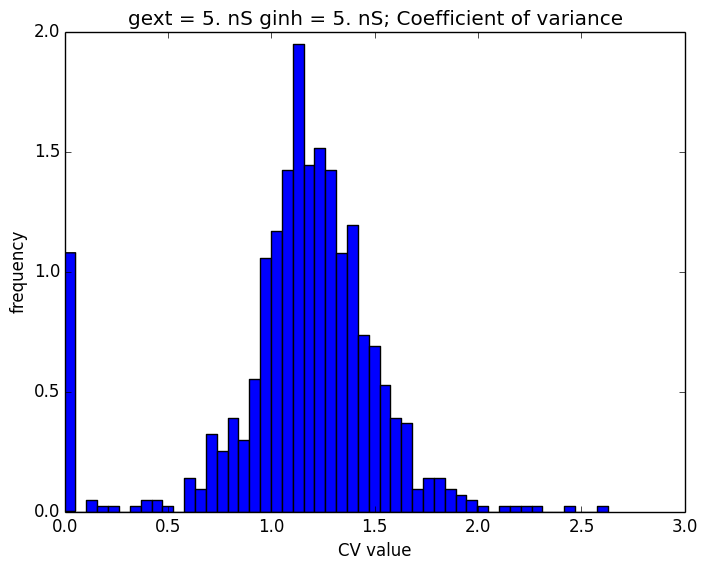 gext = 5. nS ginh = 5. nS; Coefficient of variance
2.0
1.5
1.0
0.5
0.0
frequency
0.0 0.5 1.0 1.5 2.0 2.5 3.0
CV value